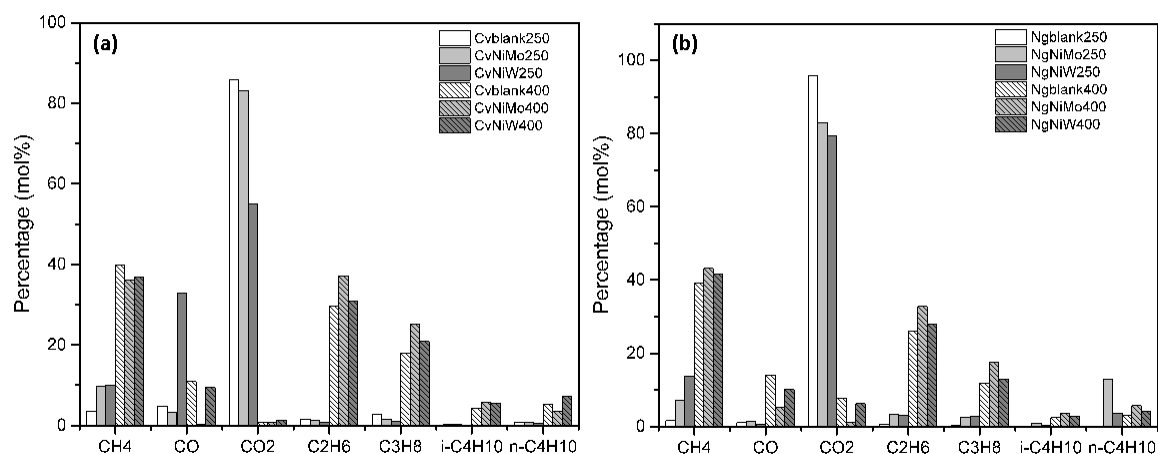 (a)
Cvblank250
CvNiMo250
CvNiW250
Cvblank400
CvNiMo400
CvNiW400
Percentage (mol%)
100
80
60
40
20
0
CH4 CO CO2 C2H6 C3H8 i-C4H10 n-C4H10
(b)
Ngblank250
NgNiMo250
NgNiW250
Ngblank400
NgNiMo400
NgNiW400
Percentage (mol%)
100
80
60
40
20
0
CH4 CO CO2 C2H6 C3H8 i-C4H10 n-C4H10